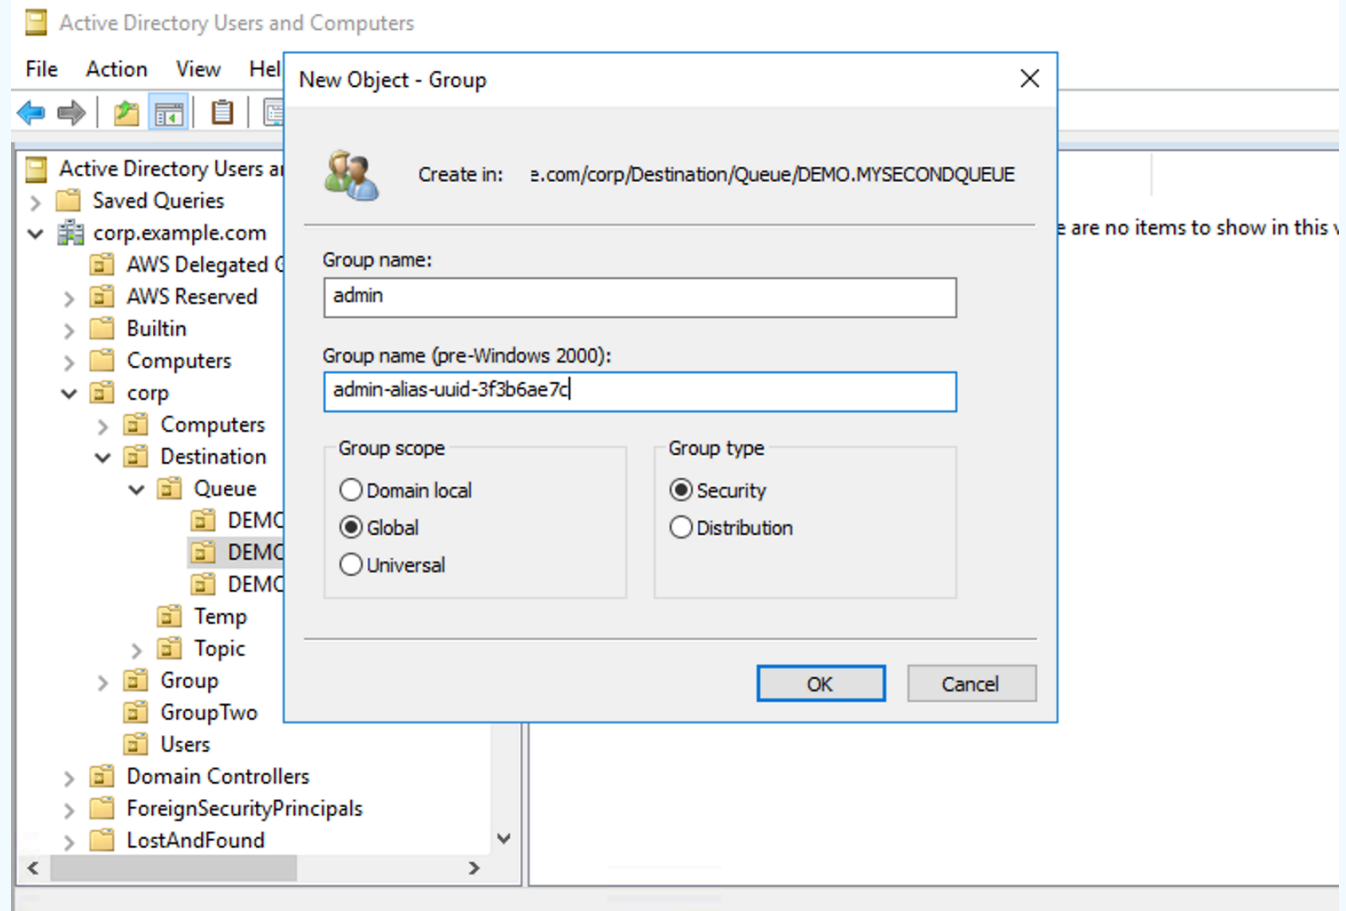 Active Directory Users and Computers
File Action View Hel
New Object - Group
Create in: e.com/corp/Destination/Queue/DEMO.MYSECONDQUEUE
Active Directory Users a
Saved Queries
corp.example.com
AWS Delegated
AWS Reserved
Builtin
Computers
corp
Computers
Destination
Queue
DEMO
DEMO
DEMO
Temp
Topic
Group
GroupTwo
Users
Domain Controllers
ForeignSecurityPrincipals
LostAndFound
Group name:
admin
Group name (pre-Windows 2000):
admin-alias-uuid-3f3b6ae7c
Group scope
Domain local
Global
Universal
Group type
Security
Distribution
OK
Cancel
e are no items to show in this